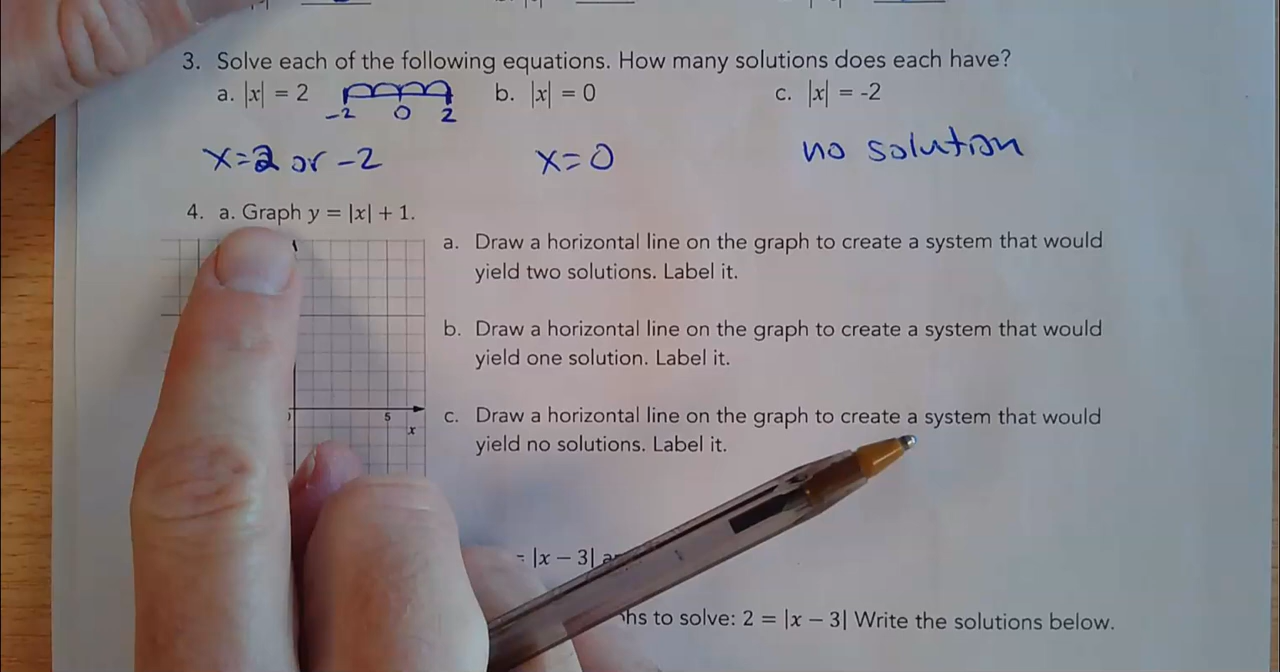 3. Solve each of the following equations. How many solutions does each have?
a. |x| = 2 b. |x| = 0 c. |x| = -2
-2 0 2
x=2 or -2 x=0 no solution
4. a. Graph y = |x| + 1.
a. Draw a horizontal line on the graph to create a system that would
yield two solutions. Label it.
b. Draw a horizontal line on the graph to create a system that would
yield one solution. Label it.
c. Draw a horizontal line on the graph to create a system that would
yield no solutions. Label it.
5
x
= |x – 3|
to solve: 2 = |x – 3| Write the solutions below.